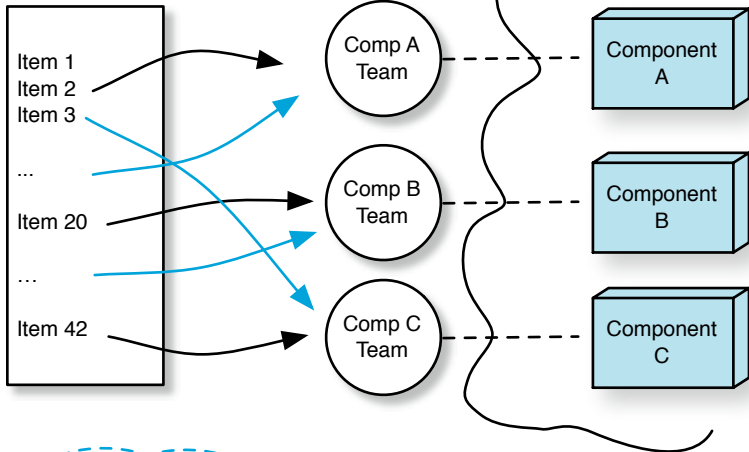 Item 1
Item 2
Item 3
...
Item 20
...
Item 42
Comp A
Team
Comp B
Team
Comp C
Team
Component
A
Component
B
Component
C